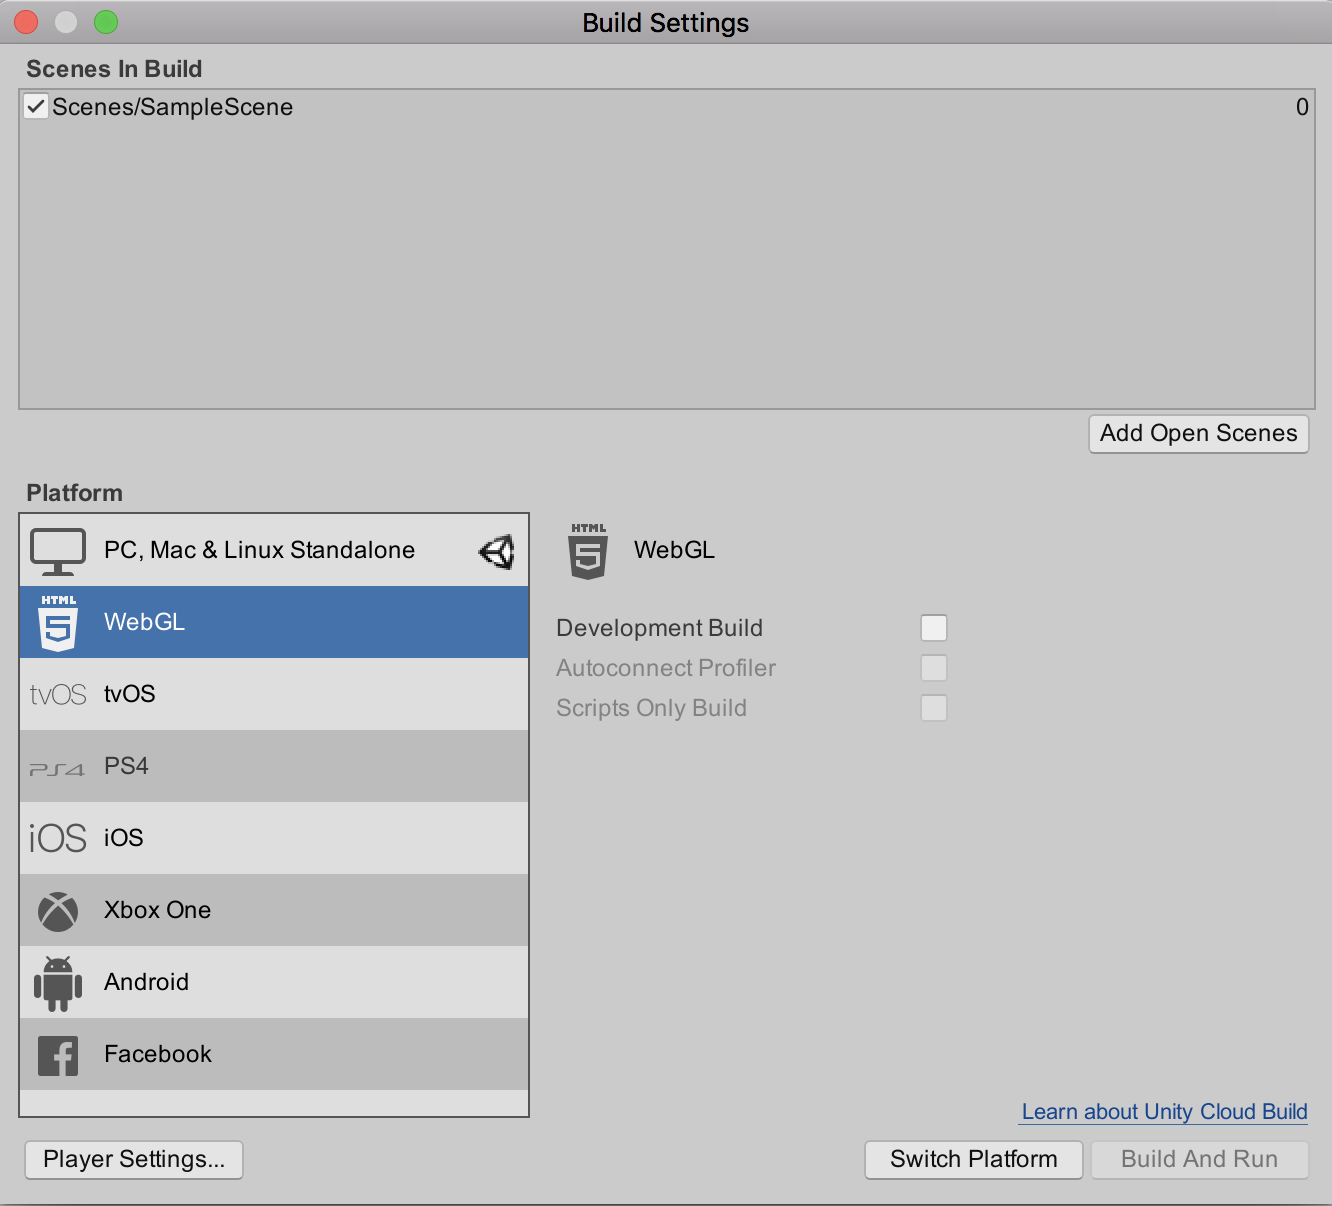 Build Settings
Scenes In Build
Scenes/SampleScene 0
Add Open Scenes
Platform
PC, Mac & Linux Standalone
HTML 5 WebGL
tvOS tvOS
PS4 PS4
iOS iOS
Xbox One
Android
f Facebook
HTML 5 WebGL
Development Build
Autoconnect Profiler
Scripts Only Build
Learn about Unity Cloud Build
Player Settings...
Switch Platform
Build And Run